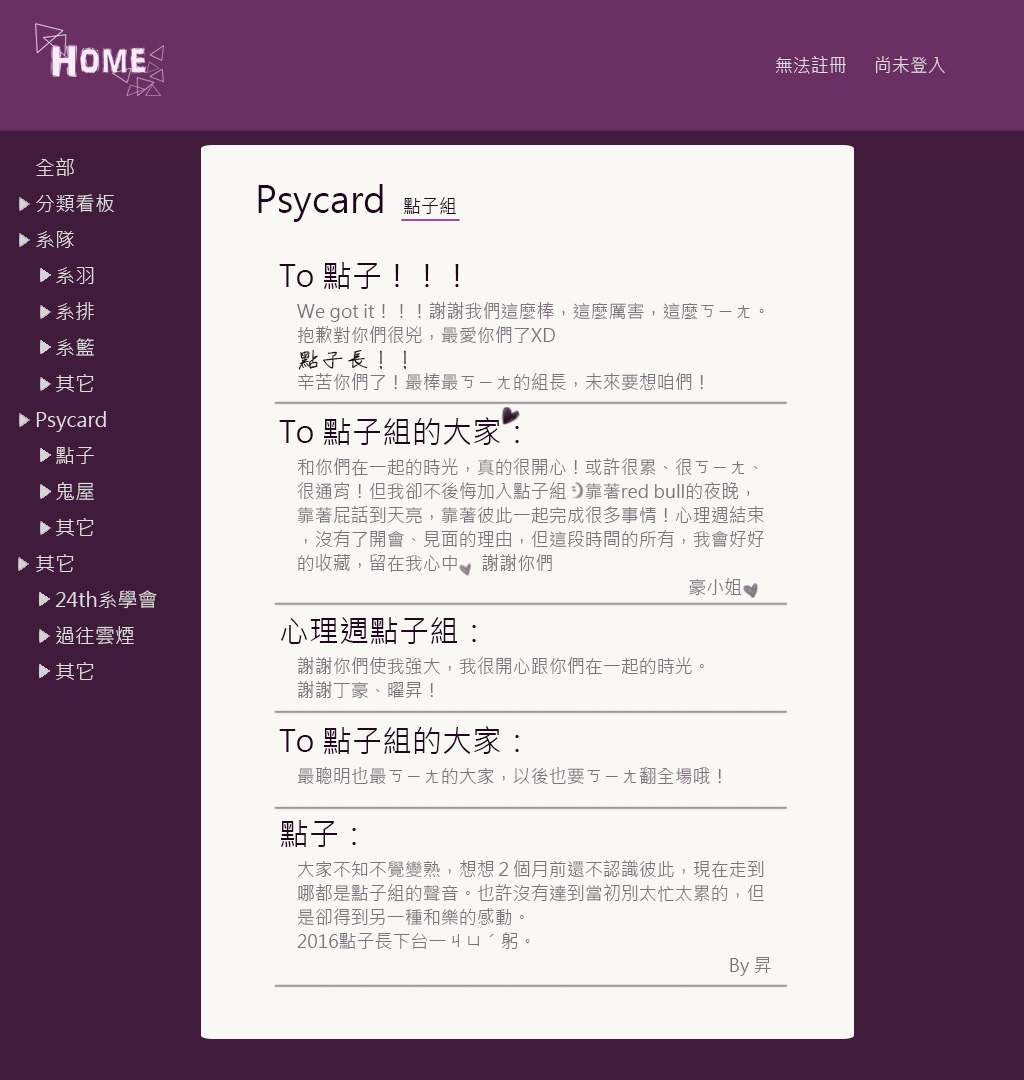 HOME
無法註冊 尚未登入
全部
分類看板
系隊
系羽
系排
系籃
其它
Psycard
點子
鬼屋
其它
其它
24th系學會
過往雲煙
其它
Psycard 點子組
To 點子！！！
We got it！！！謝謝我們這麼棒，這麼厲害，這麼ㄎㄧㄤ。
抱歉對你們很兇，最愛你們了XD
點子長！！
辛苦你們了！最棒最ㄎㄧㄤ的組長，未來要想咱們！
To 點子組的大家：
和你們在一起的時光，真的很開心！或許很累、很ㄎㄧㄤ、
很通宵！但我卻不後悔加入點子組 靠著red bull的夜晚，
靠著屁話到天亮，靠著彼此一起完成很多事情！心理週結束
，沒有了開會、見面的理由，但這段時間的所有，我會好好
的收藏，留在我心中 謝謝你們
豪小姐
心理週點子組：
謝謝你們使我強大，我很開心跟你們在一起的時光。
謝謝丁豪、曜昇！
To 點子組的大家：
最聰明也最ㄎㄧㄤ的大家，以後也要ㄎㄧㄤ翻全場哦！
點子：
大家不知不覺變熟，想想２個月前還不認識彼此，現在走到
哪都是點子組的聲音。也許沒有達到當初別太忙太累的，但
是卻得到另一種和樂的感動。
2016點子長下台一ㄐㄩˊ躬。
By 昇